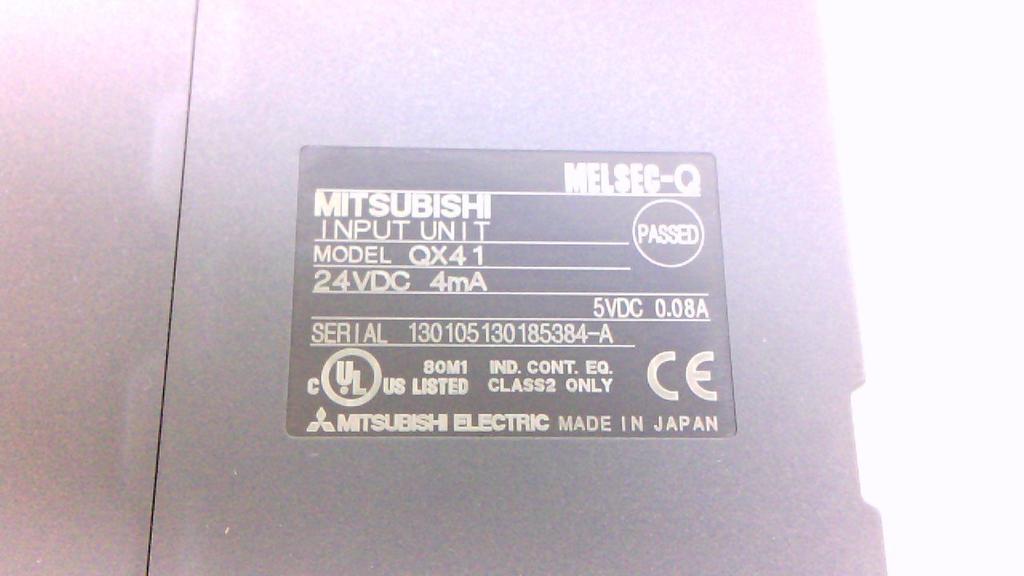 MELSEC-Q
MITSUBISHI
INPUT UNIT
PASSED
MODEL QX41
24VDC 4mA
5VDC 0.08A
SERIAL 130105130185384-A
C UL US LISTED 80M1 IND. CONT. EQ.
CLASS2 ONLY
CE
MITSUBISHI ELECTRIC MADE IN JAPAN